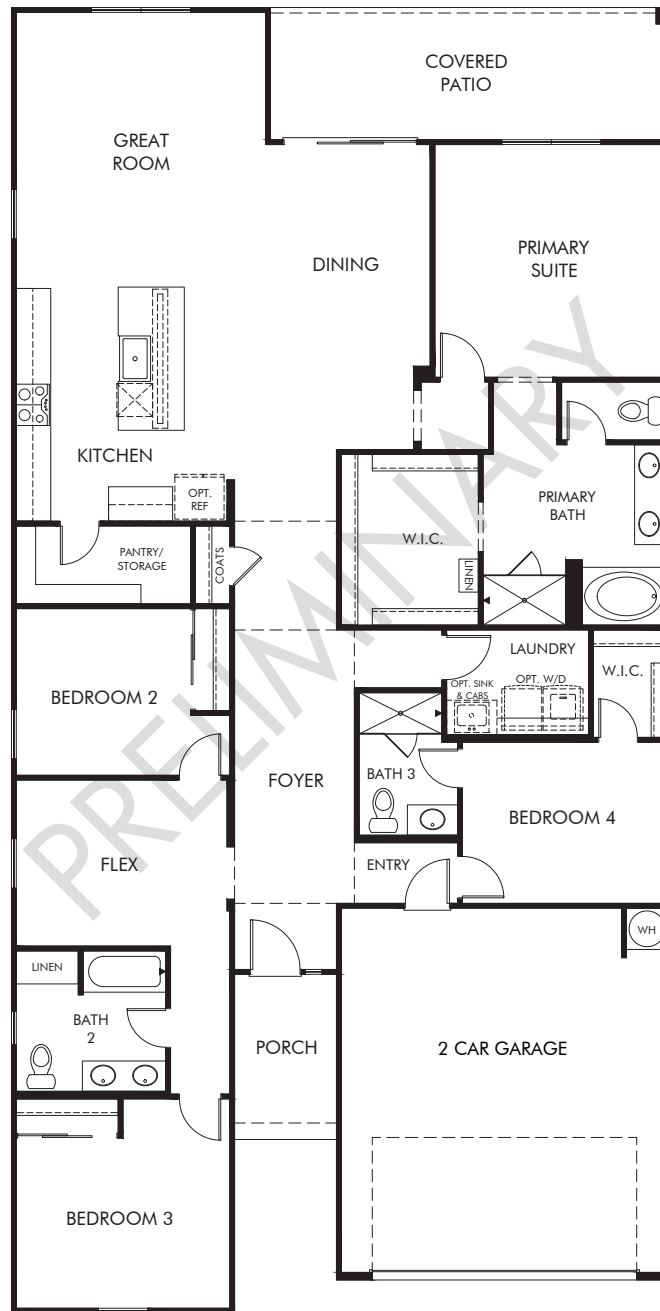 COVERED
PATIO
GREAT
ROOM
DINING
PRIMARY
SUITE
KITCHEN
OPT.
REF
PRIMARY
BATH
W.I.C.
LINEN
PANTRY/
STORAGE
COATS
LAUNDRY
OPT. SINK
& CABS
OPT. W/D
W.I.C.
BEDROOM 2
FOYER
BATH 3
BEDROOM 4
FLEX
ENTRY
WH
LINEN
BATH
2
PORCH
2 CAR GARAGE
BEDROOM 3
PRELIMINARY